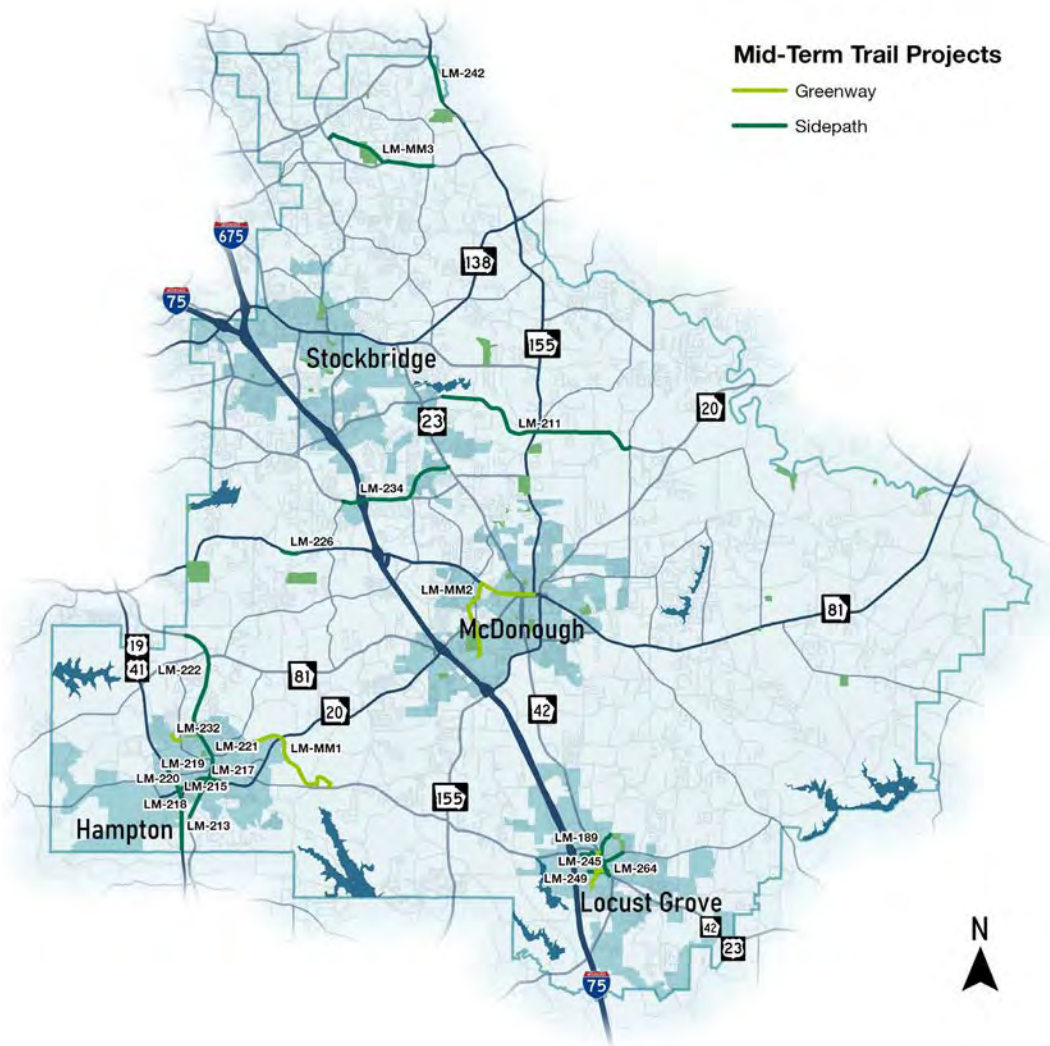 Mid-Term Trail Projects
Greenway
Sidepath
LM-242
LM-MM3
675
138
75
155
Stockbridge
20
23
LM-211
LM-234
LM-226
LM-MM2
81
McDonough
19
41
LM-222
81
20
42
LM-232
LM-221
LM-MM1
LM-219
LM-217
LM-220
LM-215
LM-218
155
LM-213
Hampton
LM-189
LM-245
LM-264
LM-249
Locust Grove
42
23
N
75